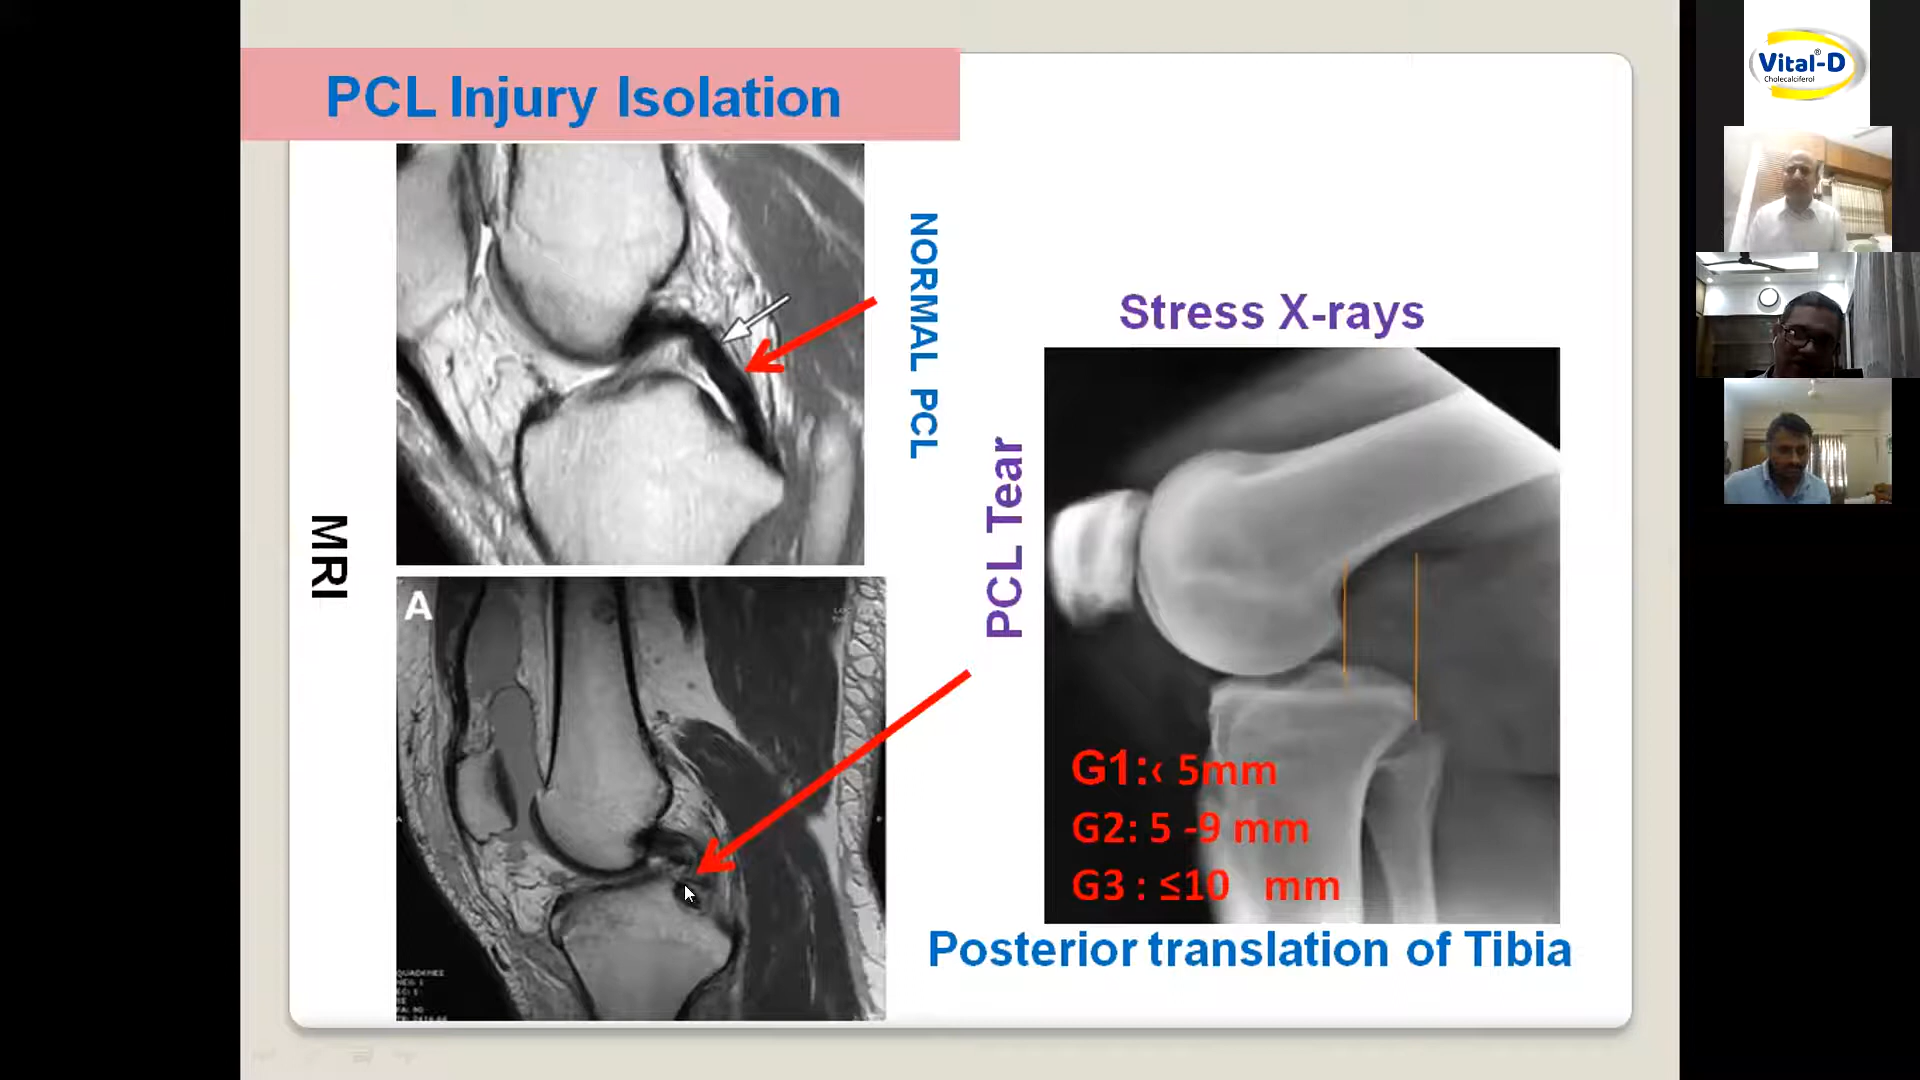 PCL Injury Isolation
NORMAL PCL
MRI
A
Stress X-rays
PCL Tear
G1:‹ 5mm
G2: 5 -9 mm
G3 : ≤10 mm
Posterior translation of Tibia
Vital-D
®
Cholecalciferol